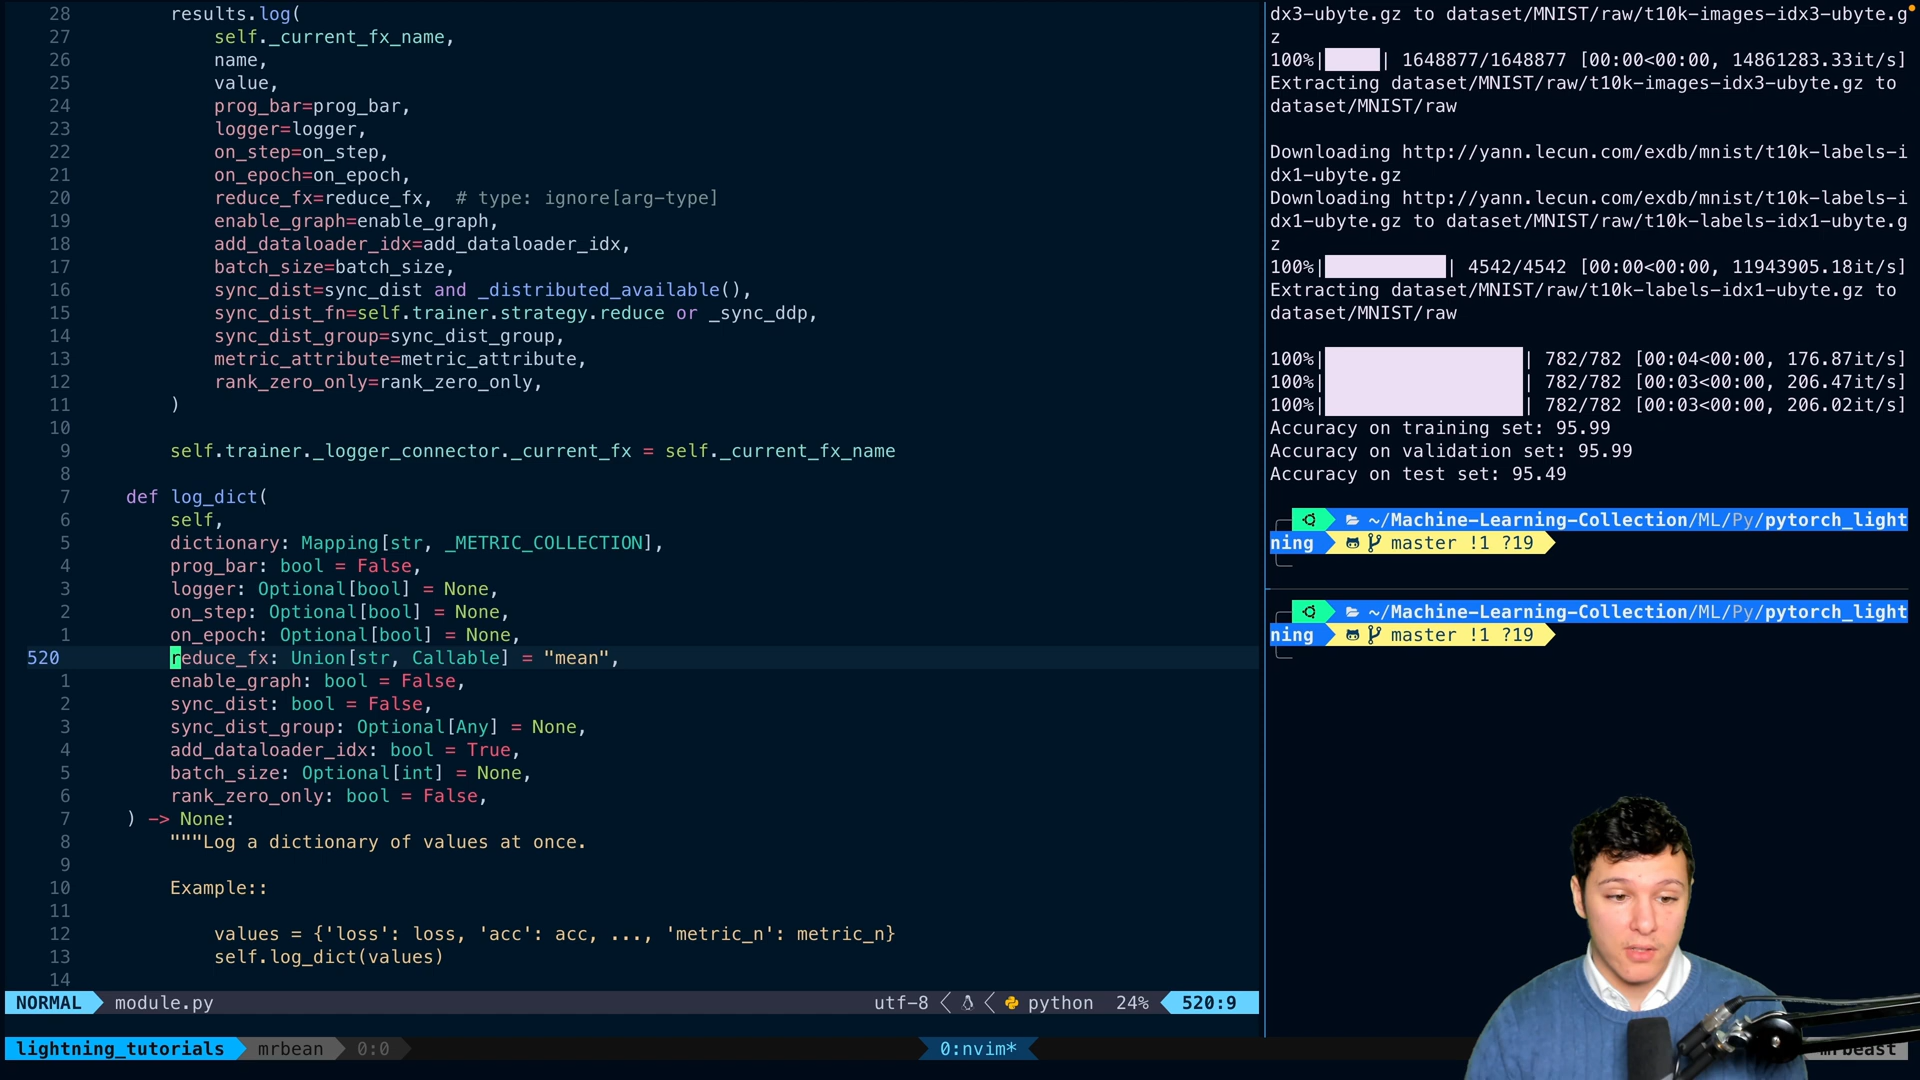 28 results.log(
27 self._current_fx_name,
26 name,
25 value,
24 prog_bar=prog_bar,
23 logger=logger,
22 on_step=on_step,
21 on_epoch=on_epoch,
20 reduce_fx=reduce_fx,  # type: ignore[arg-type]
19 enable_graph=enable_graph,
18 add_dataloader_idx=add_dataloader_idx,
17 batch_size=batch_size,
16 sync_dist=sync_dist and _distributed_available(),
15 sync_dist_fn=self.trainer.strategy.reduce or _sync_ddp,
14 sync_dist_group=sync_dist_group,
13 metric_attribute=metric_attribute,
12 rank_zero_only=rank_zero_only,
11 )
10
9 self.trainer._logger_connector._current_fx = self._current_fx_name
8
7 def log_dict(
6 self,
5 dictionary: Mapping[str, _METRIC_COLLECTION],
4 prog_bar: bool = False,
3 logger: Optional[bool] = None,
2 on_step: Optional[bool] = None,
1 on_epoch: Optional[bool] = None,
520 reduce_fx: Union[str, Callable] = "mean",
1 enable_graph: bool = False,
2 sync_dist: bool = False,
3 sync_dist_group: Optional[Any] = None,
4 add_dataloader_idx: bool = True,
5 batch_size: Optional[int] = None,
6 rank_zero_only: bool = False,
7 ) -> None:
8 """Log a dictionary of values at once.
9
10 Example::
11
12 values = {'loss': loss, 'acc': acc, ..., 'metric_n': metric_n}
13 self.log_dict(values)
14
NORMAL module.py utf-8 python 24% 520:9
lightning_tutorials mrbean 0:0 0:nvim* mrbeast
dx3-ubyte.gz to dataset/MNIST/raw/t10k-images-idx3-ubyte.g
z
100%| | 1648877/1648877 [00:00<00:00, 14861283.33it/s]
Extracting dataset/MNIST/raw/t10k-images-idx3-ubyte.gz to
dataset/MNIST/raw
Downloading http://yann.lecun.com/exdb/mnist/t10k-labels-i
dx1-ubyte.gz
Downloading http://yann.lecun.com/exdb/mnist/t10k-labels-i
dx1-ubyte.gz to dataset/MNIST/raw/t10k-labels-idx1-ubyte.g
z
100%| | 4542/4542 [00:00<00:00, 11943905.18it/s]
Extracting dataset/MNIST/raw/t10k-labels-idx1-ubyte.gz to
dataset/MNIST/raw
100%| | 782/782 [00:04<00:00, 176.87it/s]
100%| | 782/782 [00:03<00:00, 206.47it/s]
100%| | 782/782 [00:03<00:00, 206.02it/s]
Accuracy on training set: 95.99
Accuracy on validation set: 95.99
Accuracy on test set: 95.49
~/Machine-Learning-Collection/ML/Py/pytorch_light
ning master !1 ?19
~/Machine-Learning-Collection/ML/Py/pytorch_light
ning master !1 ?19